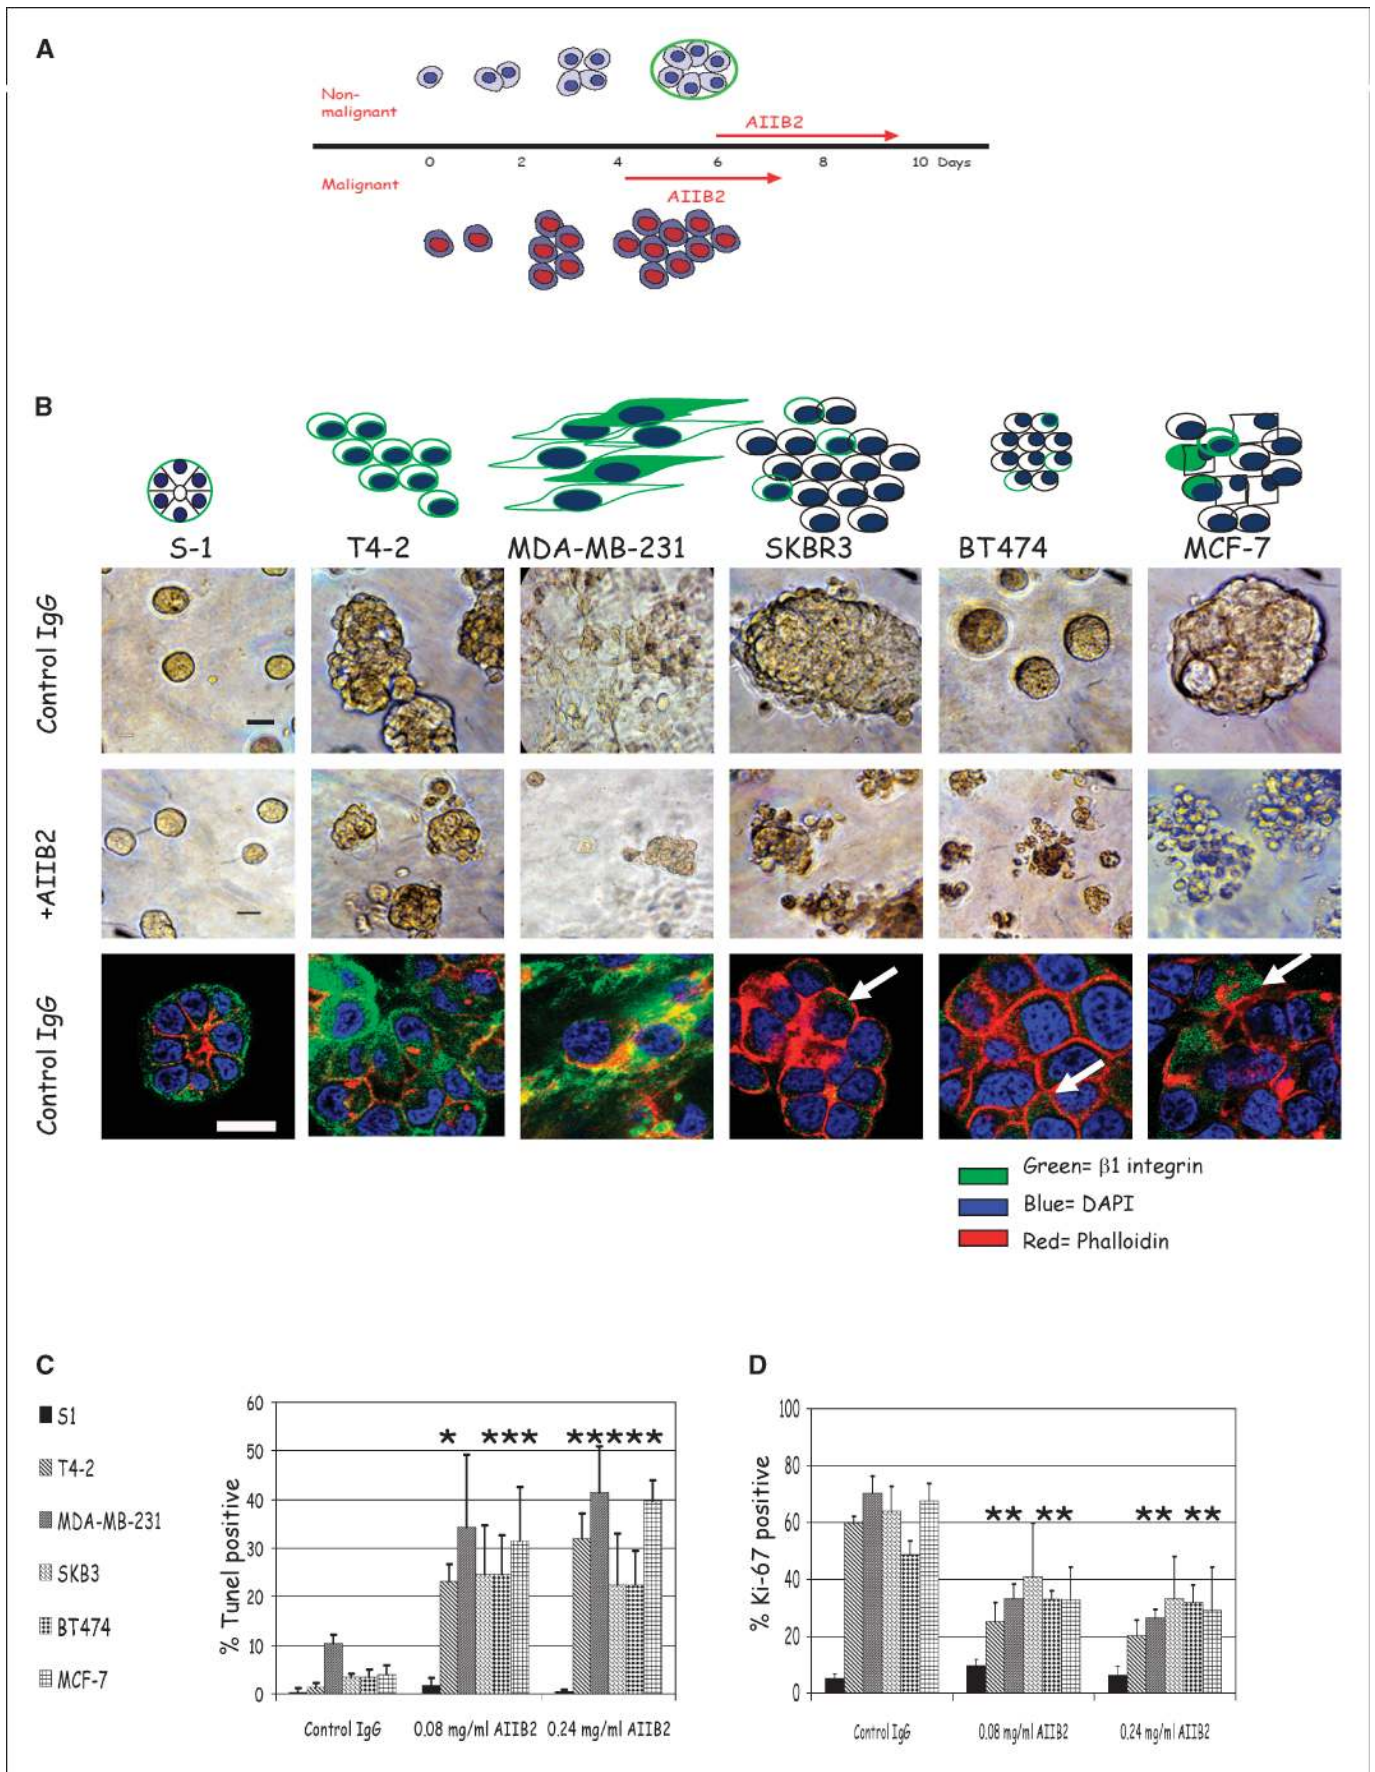 A
Non-
malignant
AIIB2
0 2 4 6 8 10 Days
Malignant
AIIB2
B
S-1 T4-2 MDA-MB-231 SKBR3 BT474 MCF-7
Control IgG
+AIIB2
Control IgG
Green= β1 integrin
Blue= DAPI
Red= Phalloidin
C
S1
T4-2
MDA-MB-231
SKB3
BT474
MCF-7
% Tunel positive
60
50
40
30
20
10
0
* *** *****
Control IgG 0.08 mg/ml AIIB2 0.24 mg/ml AIIB2
D
% Ki-67 positive
100
80
60
40
20
0
** ** ** **
Control IgG 0.08 mg/ml AIIB2 0.24 mg/ml AIIB2